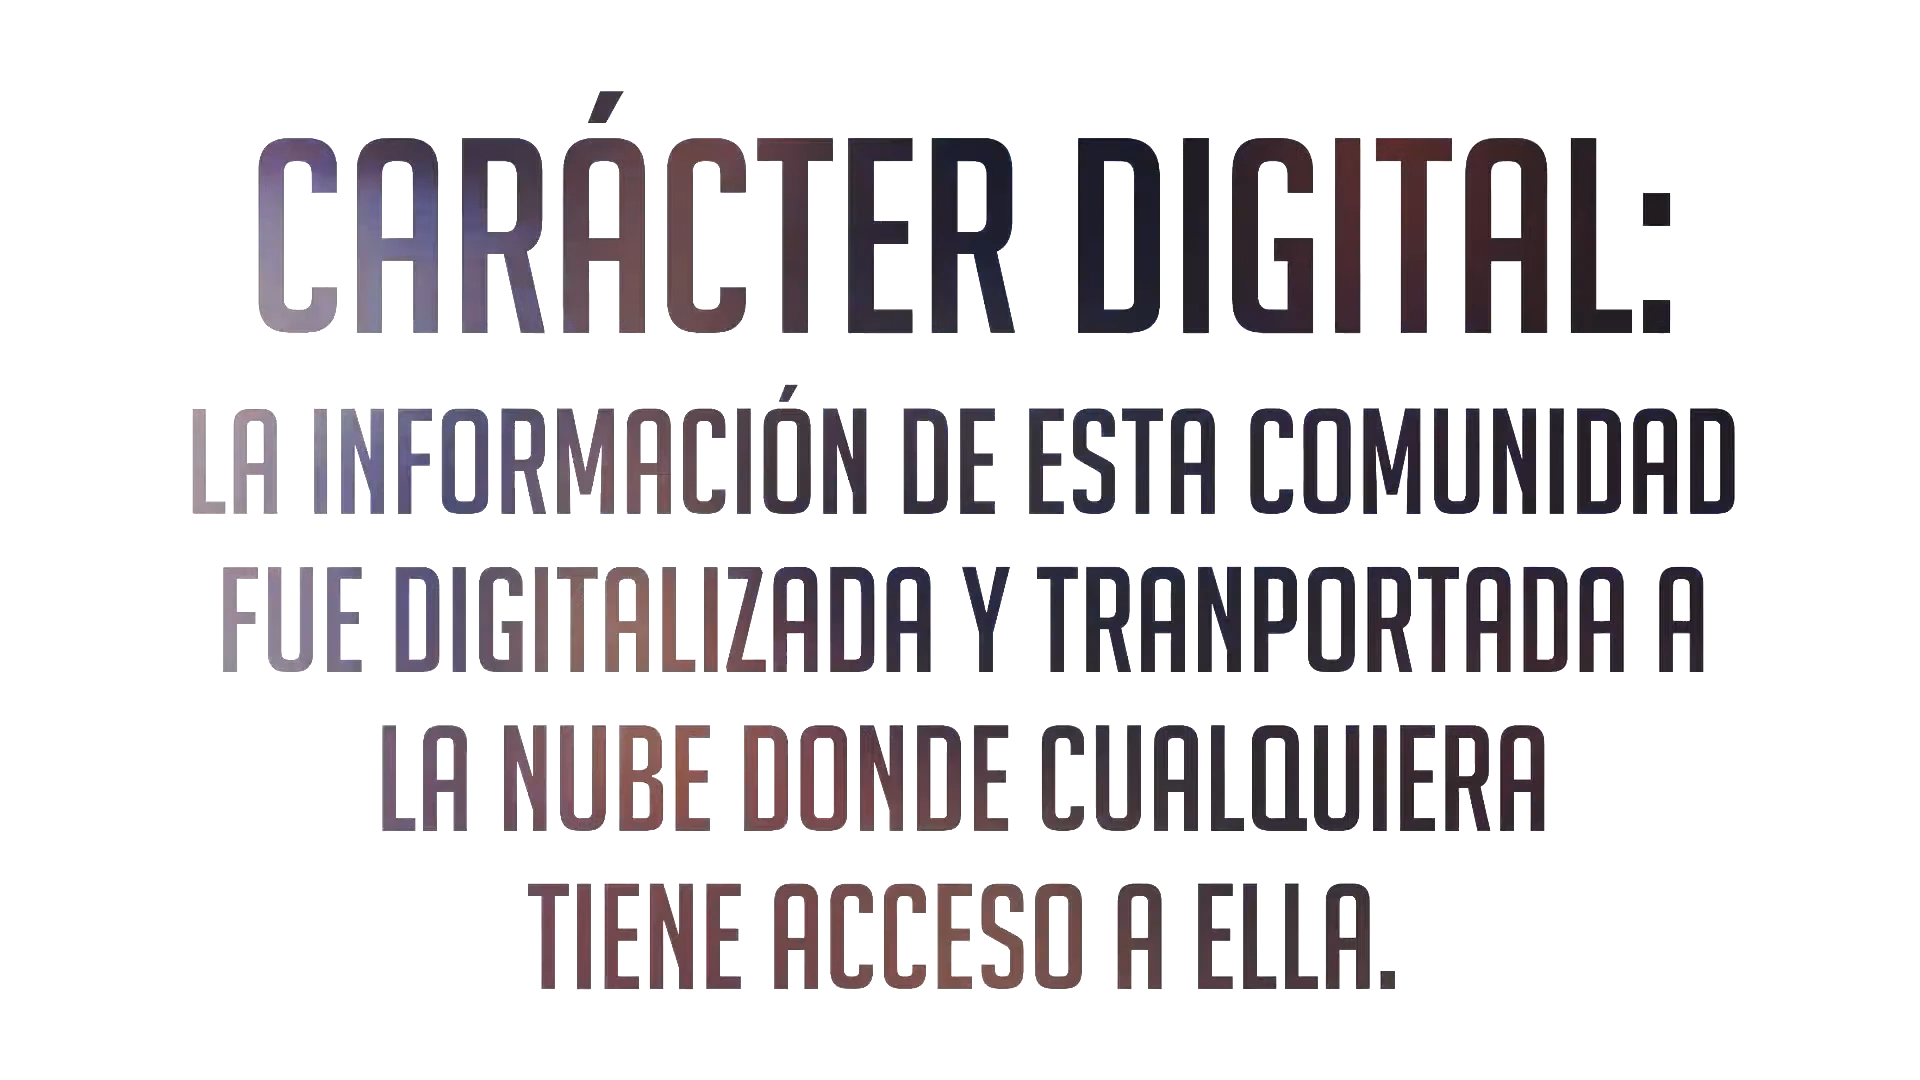 CARÁCTER DIGITAL:
LA INFORMACIÓN DE ESTA COMUNIDAD
FUE DIGITALIZADA Y TRANPORTADA A
LA NUBE DONDE CUALQUIERA
TIENE ACCESO A ELLA.